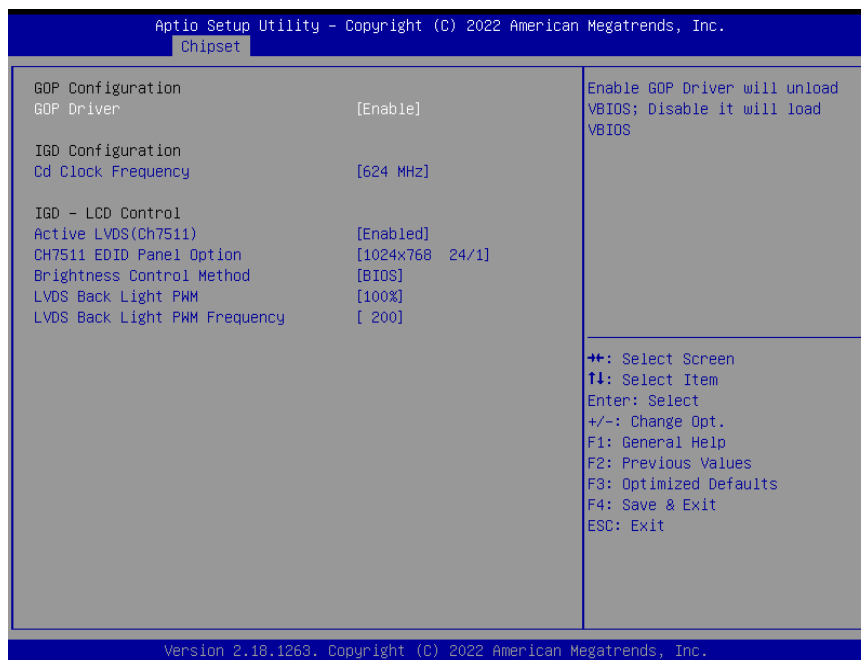 Aptio Setup Utility – Copyright (C) 2022 American Megatrends, Inc.
Chipset
GOP Configuration
GOP Driver [Enable]
IGD Configuration
Cd Clock Frequency [624 MHz]
IGD – LCD Control
Active LVDS(Ch7511) [Enabled]
CH7511 EDID Panel Option [1024x768 24/1]
Brightness Control Method [BIOS]
LVDS Back Light PWM [100%]
LVDS Back Light PWM Frequency [ 200]
Enable GOP Driver will unload
VBIOS; Disable it will load
VBIOS
→←: Select Screen
↑↓: Select Item
Enter: Select
+/-: Change Opt.
F1: General Help
F2: Previous Values
F3: Optimized Defaults
F4: Save & Exit
ESC: Exit
Version 2.18.1263. Copyright (C) 2022 American Megatrends, Inc.